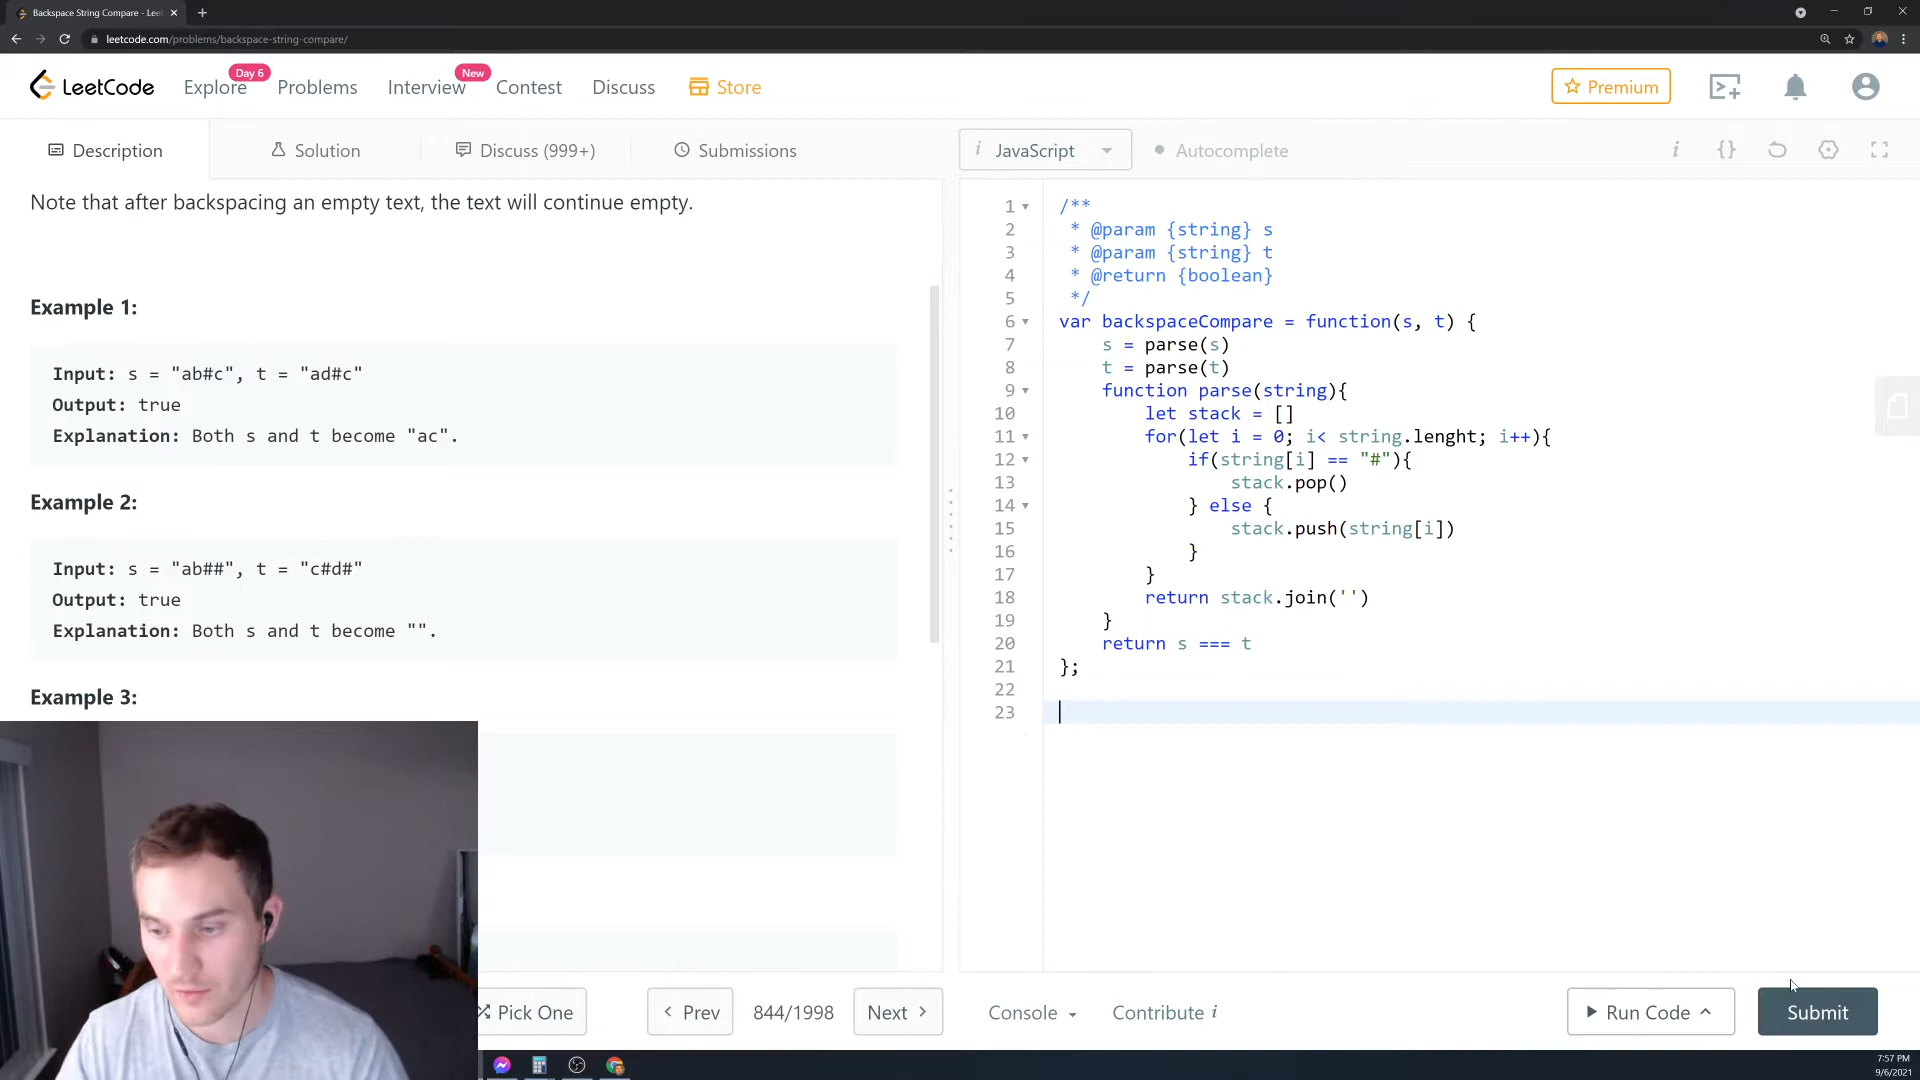 Backspace String Compare - Leet
leetcode.com/problems/backspace-string-compare/
LeetCode
Explore
Day 6
Problems
Interview
New
Contest
Discuss
Store
Premium
Description
Solution
Discuss (999+)
Submissions
i JavaScript
Autocomplete
i {}
Note that after backspacing an empty text, the text will continue empty.
Example 1:
Input: s = "ab#c", t = "ad#c"
Output: true
Explanation: Both s and t become "ac".
Example 2:
Input: s = "ab##", t = "c#d#"
Output: true
Explanation: Both s and t become "".
Example 3:
1 /**
2 * @param {string} s
3 * @param {string} t
4 * @return {boolean}
5 */
6 var backspaceCompare = function(s, t) {
7 s = parse(s)
8 t = parse(t)
9 function parse(string){
10 let stack = []
11 for(let i = 0; i< string.lenght; i++){
12 if(string[i] == "#"){
13 stack.pop()
14 } else {
15 stack.push(string[i])
16 }
17 }
18 return stack.join('')
19 }
20 return s === t
21 };
22
23
Pick One
Prev
844/1998
Next
Console
Contribute i
Run Code
Submit
7:57 PM
9/6/2021